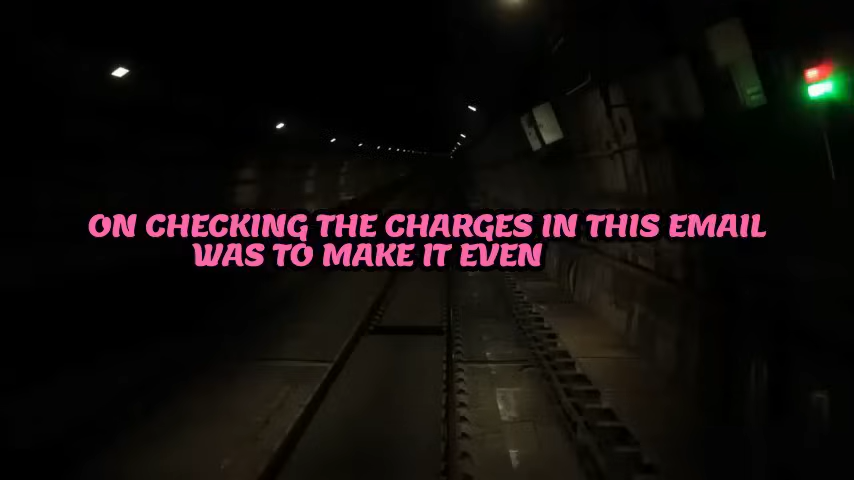 ON CHECKING THE CHARGES IN THIS EMAIL
WAS TO MAKE IT EVEN